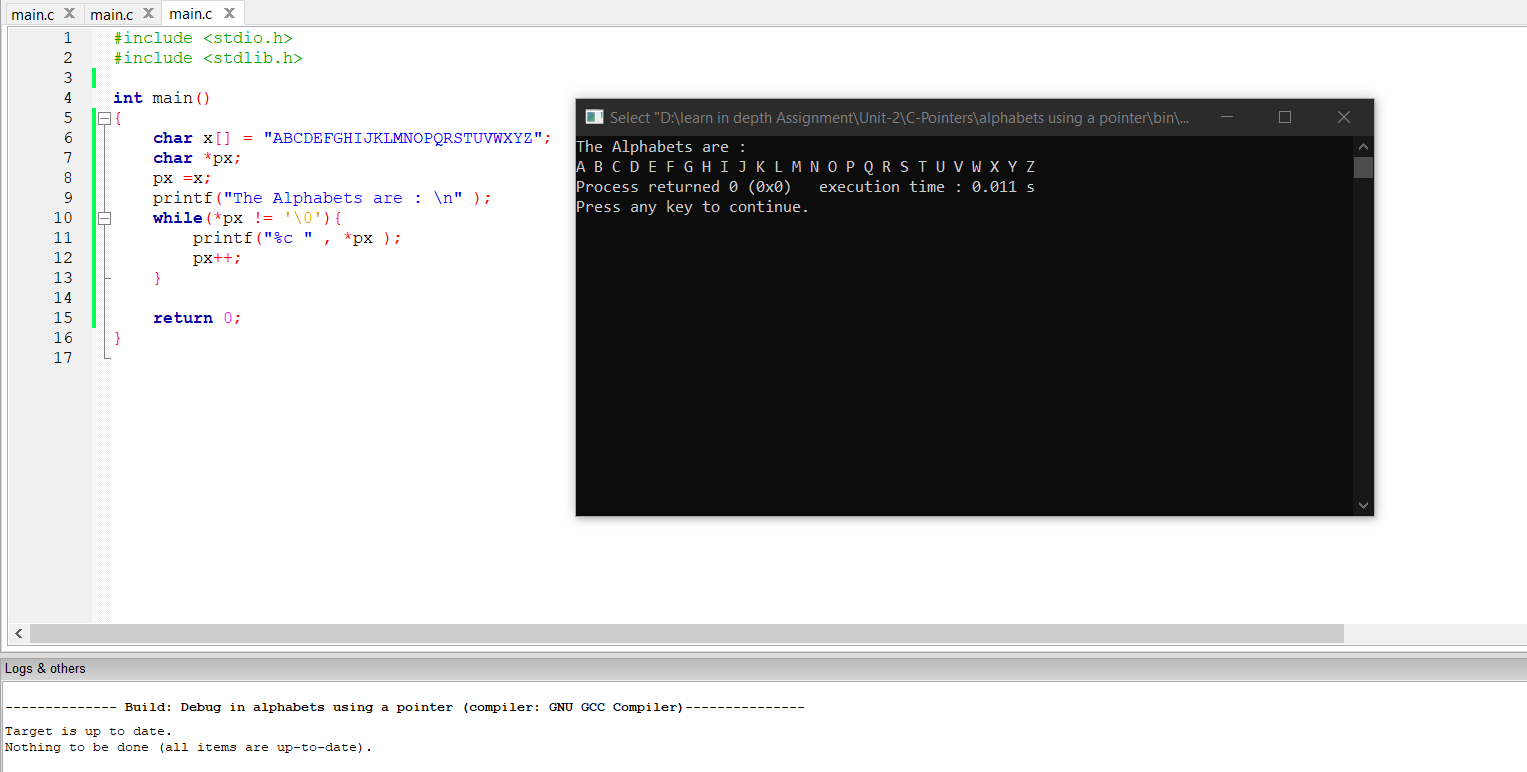 main.c X main.c X main.c X
1 #include <stdio.h>
2 #include <stdlib.h>
3
4 int main()
5 {
6 char x[] = "ABCDEFGHIJKLMNOPQRSTUVWXYZ";
7 char *px;
8 px =x;
9 printf("The Alphabets are : \n" );
10 while(*px != '\0'){
11 printf("%c " , *px );
12 px++;
13 }
14
15 return 0;
16 }
17
Select "D:\learn in depth Assignment\Unit-2\C-Pointers\alphabets using a pointer\bin\...
The Alphabets are :
A B C D E F G H I J K L M N O P Q R S T U V W X Y Z
Process returned 0 (0x0)   execution time : 0.011 s
Press any key to continue.
Logs & others
-------------- Build: Debug in alphabets using a pointer (compiler: GNU GCC Compiler)---------------
Target is up to date.
Nothing to be done (all items are up-to-date).